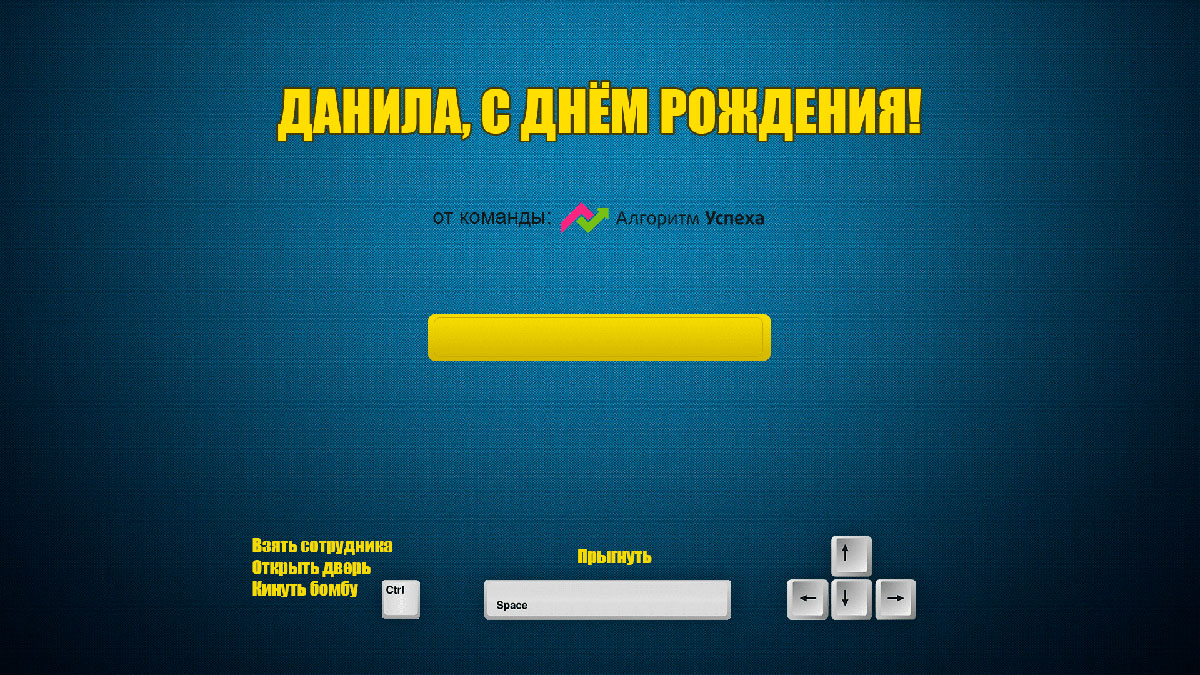 ДАНИЛА, С ДНЁМ РОЖДЕНИЯ!
от команды: Алгоритм Успеха
Взять сотрудника
Открыть дверь
Кинуть бомбу
Ctrl
Прыгнуть
Space
↑
← ↓ →